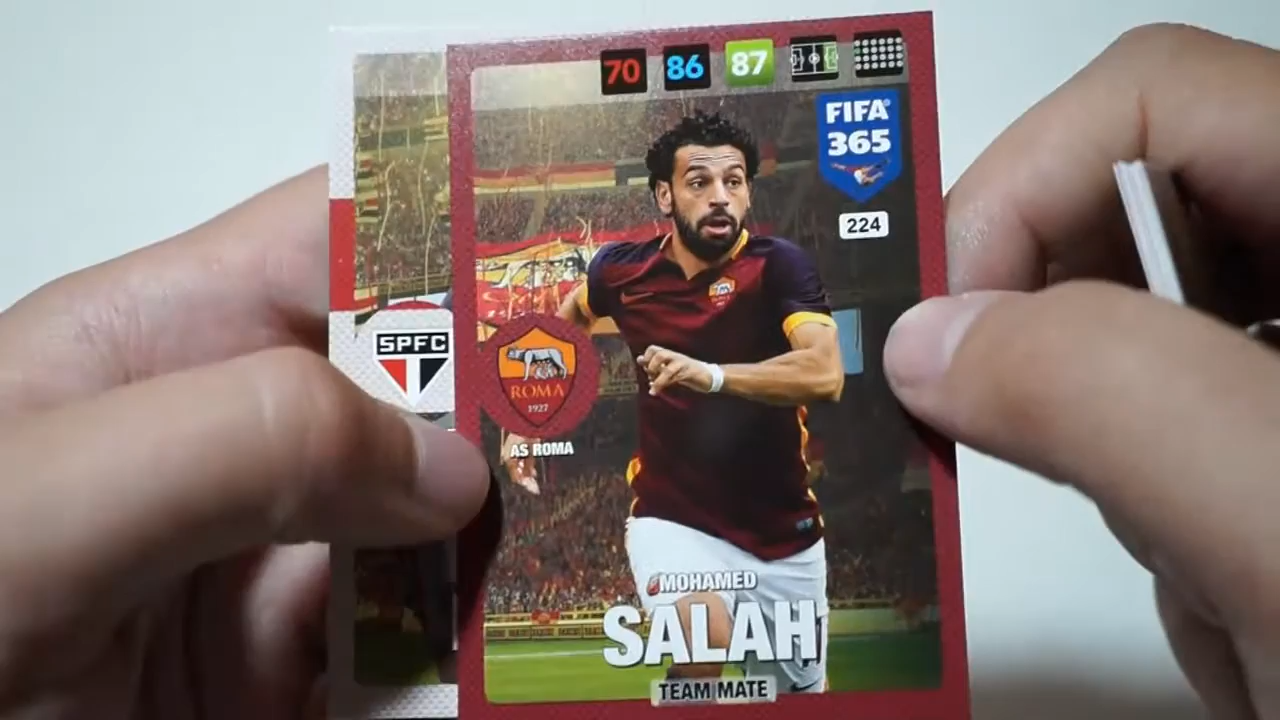 70 86 87
FIFA
365
224
SPFC
ROMA
1927
AS ROMA
MOHAMED
SALAH
TEAM MATE